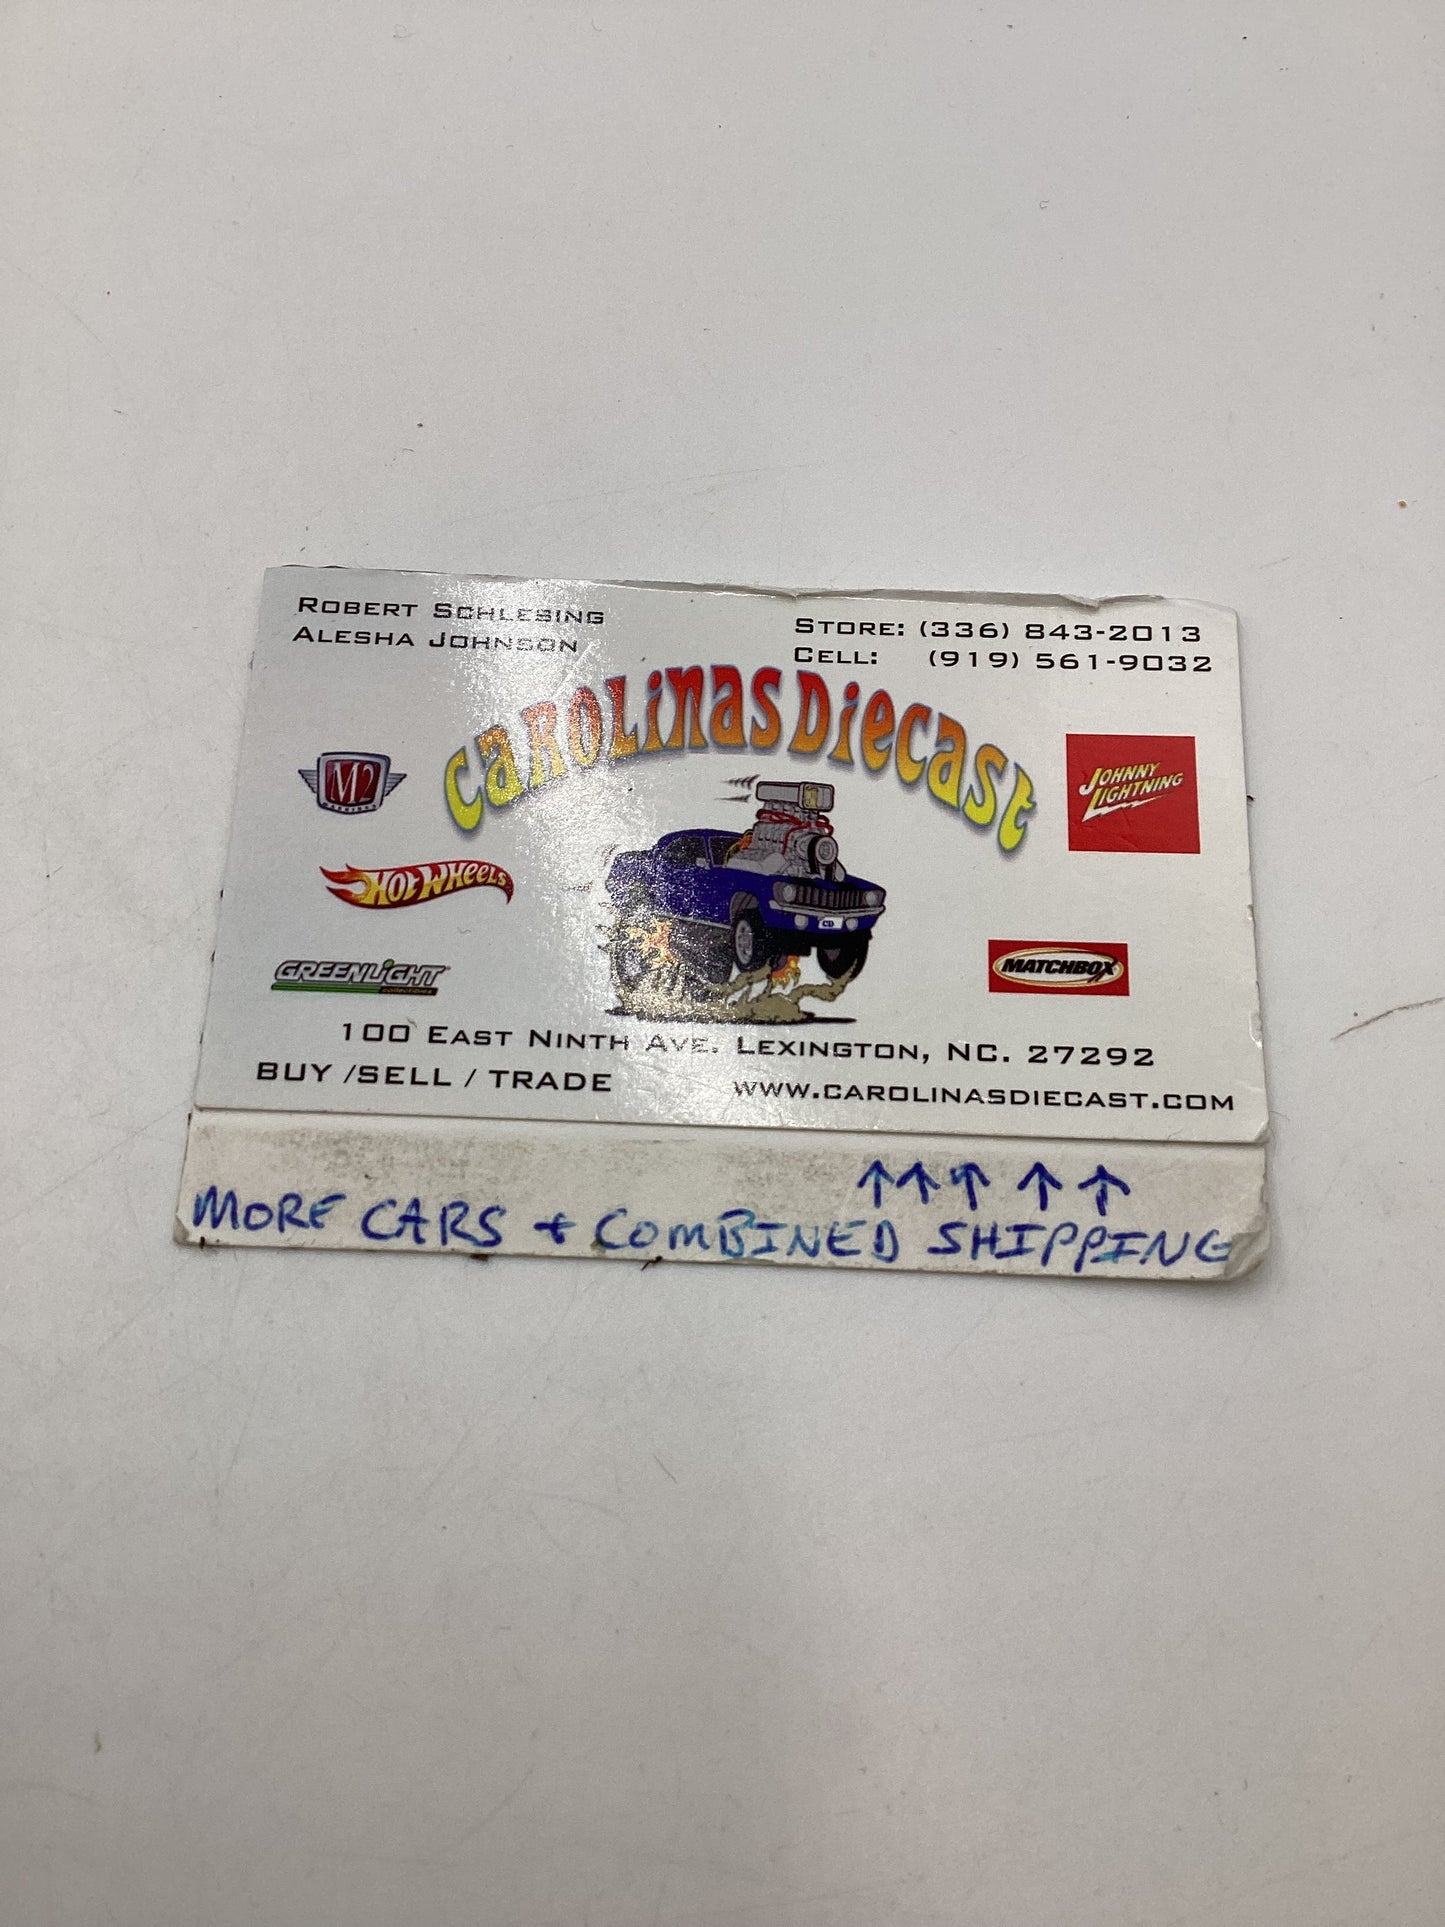 ROBERT SCHLESING
ALESHA JOHNSON
STORE: (336) 843-2013
CELL: (919) 561-9032
CAROLINAS DIECAST
M2
JOHNNY
LIGHTNING
HOT WHEELS
CD
GREENLIGHT
collectibles
MATCHBOX
100 EAST NINTH AVE. LEXINGTON, NC. 27292
BUY /SELL / TRADE
WWW.CAROLINASDIECAST.COM
↑↑↑ ↑ ↑
MORE CARS + COMBINED SHIPPING